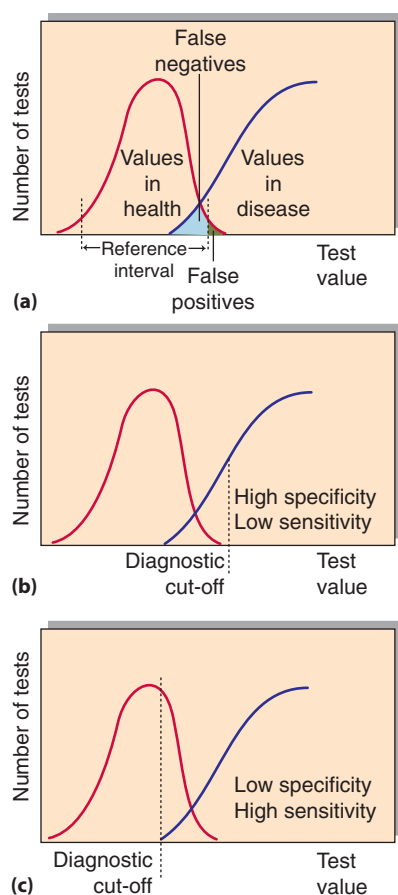 False
negatives
Number of tests
Values
in
health
Values
in
disease
Reference
interval
Test
value
False
positives
(a)
Number of tests
High specificity
Low sensitivity
Diagnostic
cut-off
Test
value
(b)
Number of tests
Low specificity
High sensitivity
Diagnostic
cut-off
Test
value
(c)